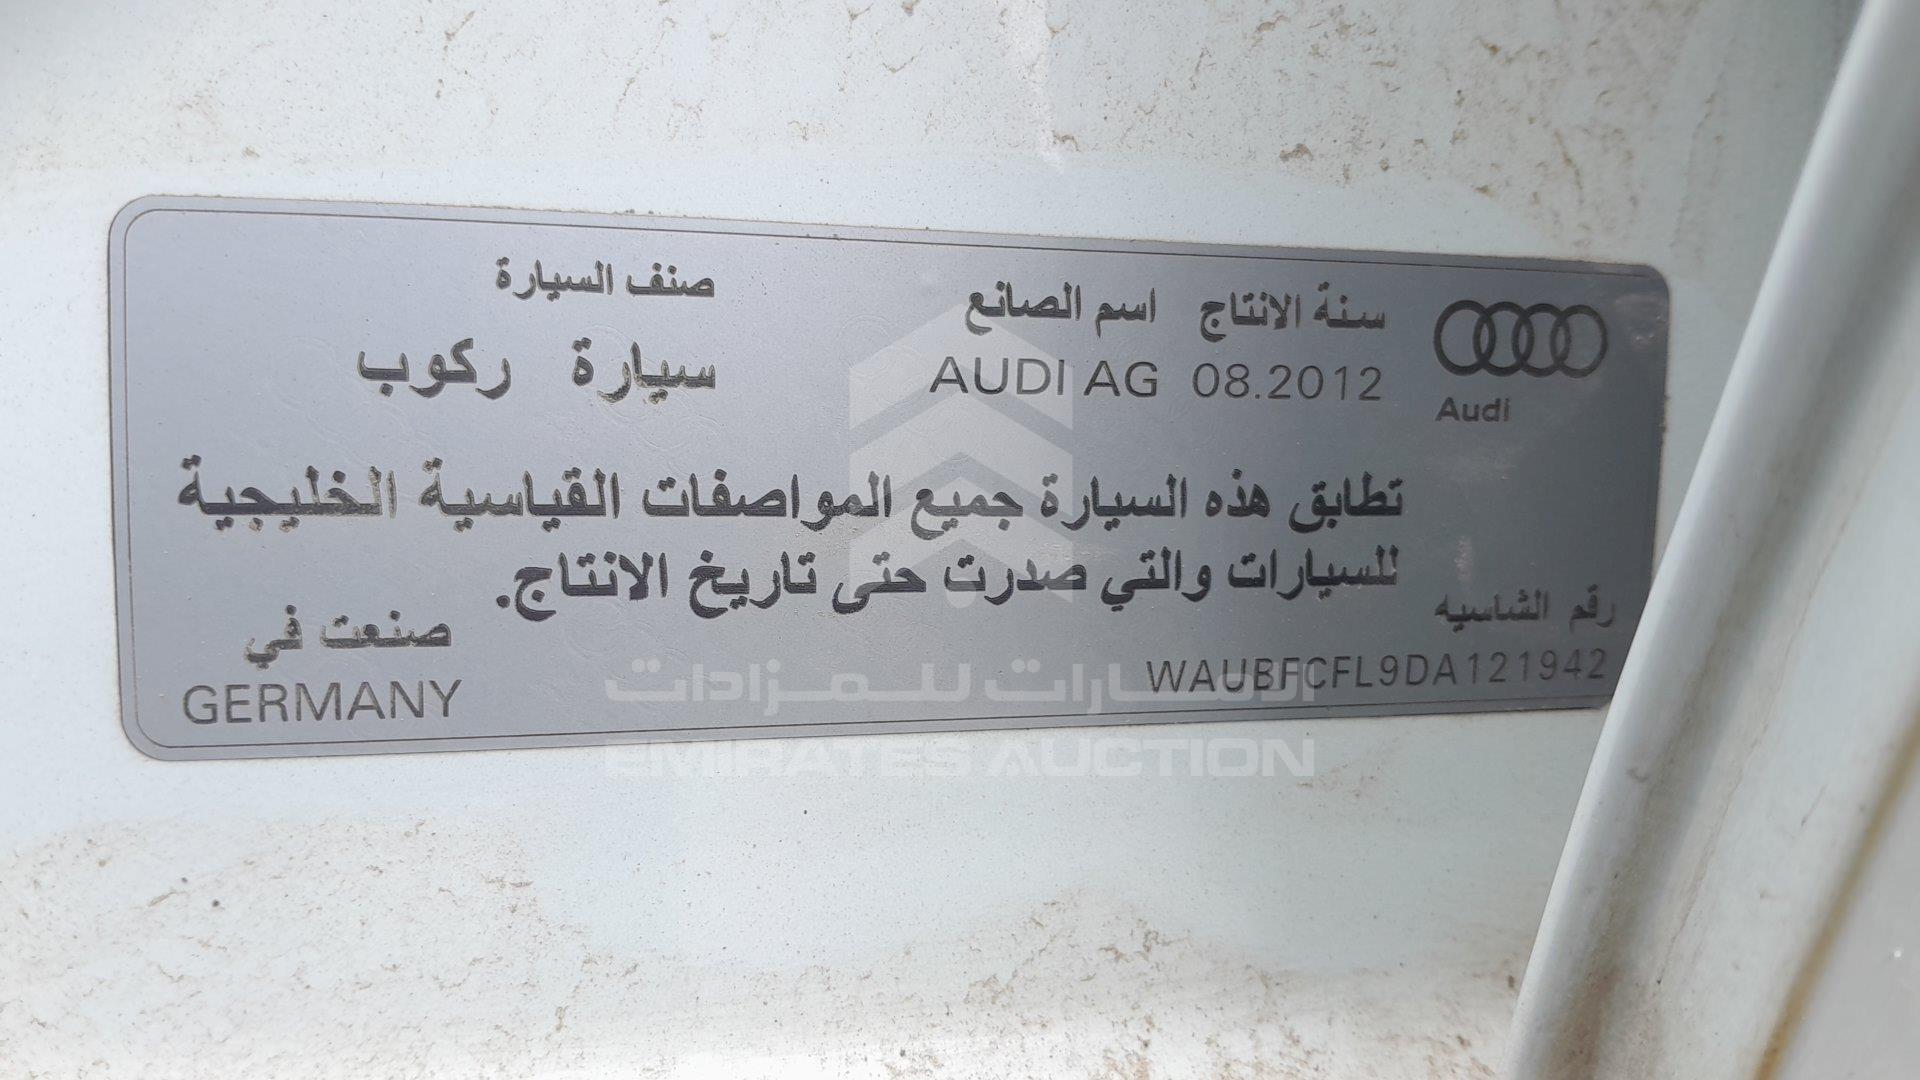 صنف السيارة
سيارة ركوب
سنة الانتاج اسم الصانع
AUDI AG 08.2012
Audi
تطابق هذه السيارة جميع المواصفات القياسية الخليجية
للسيارات والتي صدرت حتى تاريخ الانتاج.
رقم الشاسيه
WAUBFCFL9DA121942
صنعت في
GERMANY
الامارات للمزادات
EMIRATES AUCTION